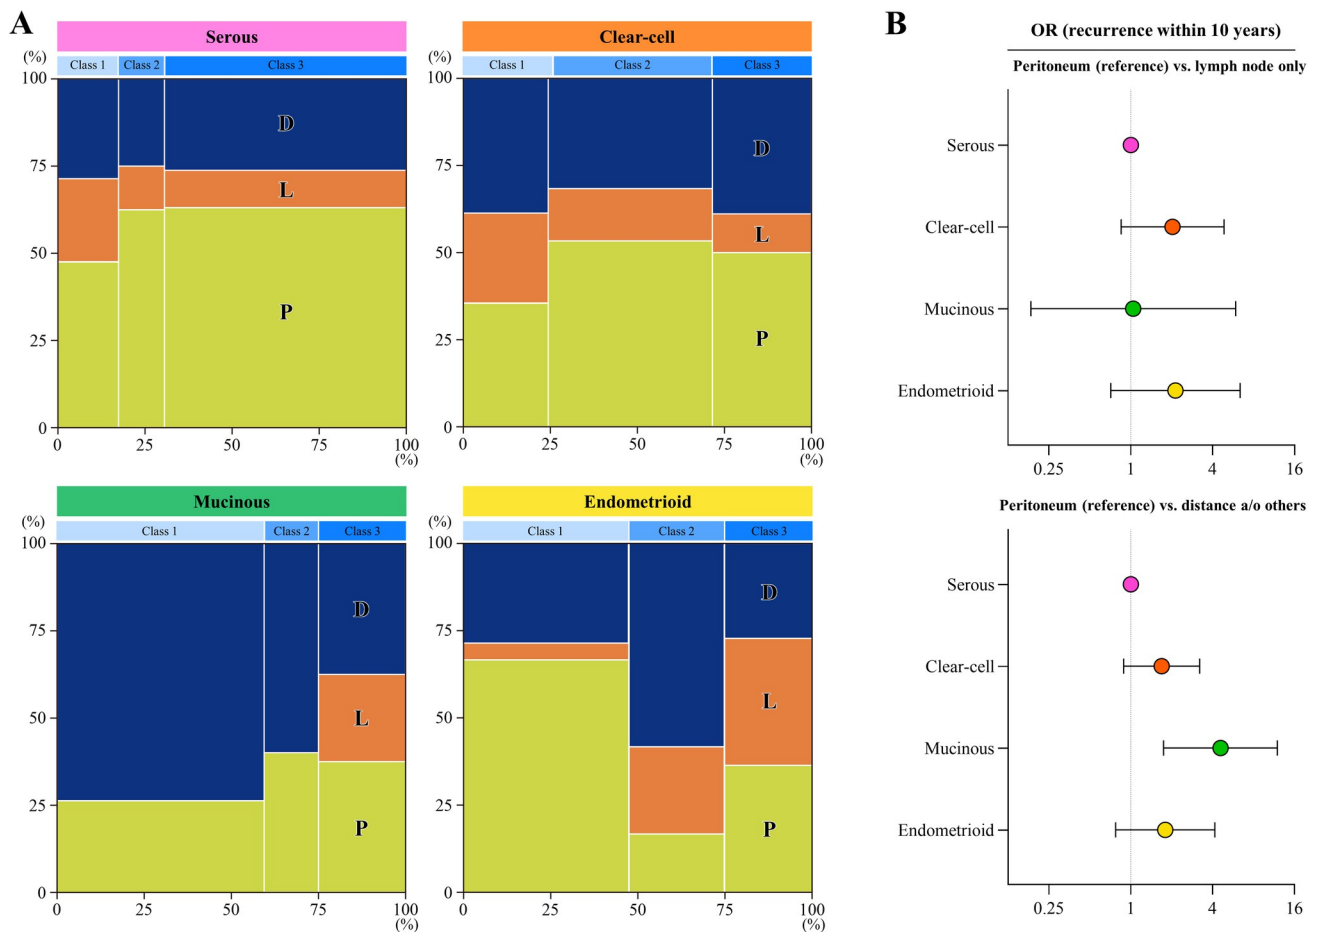 A
Serous
(%)
Class 1
Class 2
Class 3
100
75
50
25
0
D
L
P
0
25
50
75
100
(%)
Clear-cell
(%)
Class 1
Class 2
Class 3
100
75
50
25
0
D
L
P
0
25
50
75
100
(%)
Mucinous
(%)
Class 1
Class 2
Class 3
100
75
50
25
0
D
L
P
0
25
50
75
100
(%)
Endometrioid
(%)
Class 1
Class 2
Class 3
100
75
50
25
0
D
L
P
0
25
50
75
100
(%)
B
OR (recurrence within 10 years)
Peritoneum (reference) vs. lymph node only
Serous
Clear-cell
Mucinous
Endometrioid
0.25
1
4
16
Peritoneum (reference) vs. distance a/o others
Serous
Clear-cell
Mucinous
Endometrioid
0.25
1
4
16